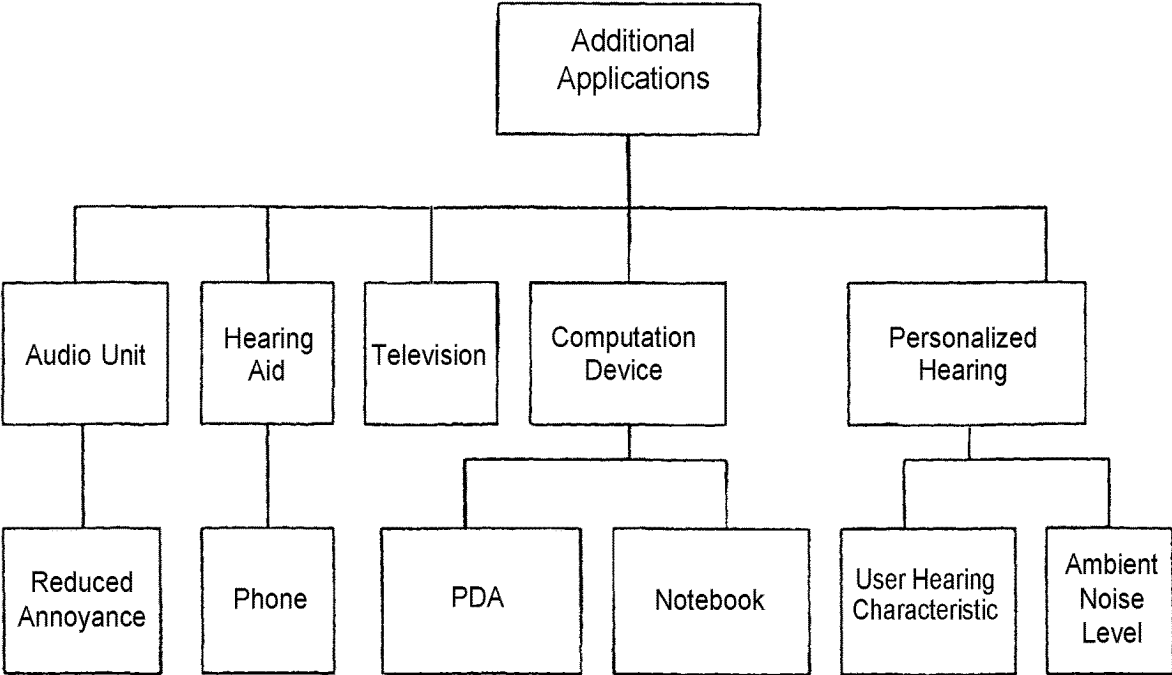 Additional
Applications
Audio Unit
Hearing
Aid
Television
Computation
Device
Personalized
Hearing
Reduced
Annoyance
Phone
PDA
Notebook
User Hearing
Characteristic
Ambient
Noise
Level